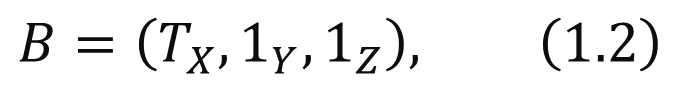 B = (T_X, 1_Y, 1_Z), (1.2)